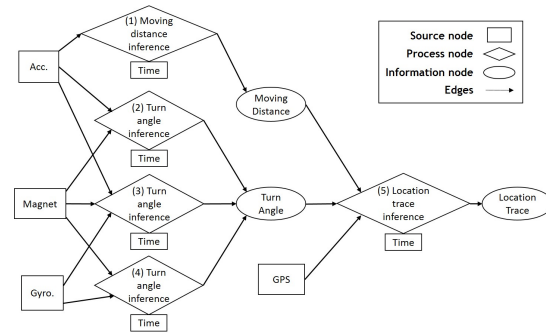 (1) Moving
distance
inference
Time
Acc.
(2) Turn
angle
inference
Time
Magnet
(3) Turn
angle
inference
Time
Gyro.
(4) Turn
angle
inference
Time
Moving
Distance
Turn
Angle
GPS
(5) Location
trace
inference
Time
Location
Trace
Source node
Process node
Information node
Edges